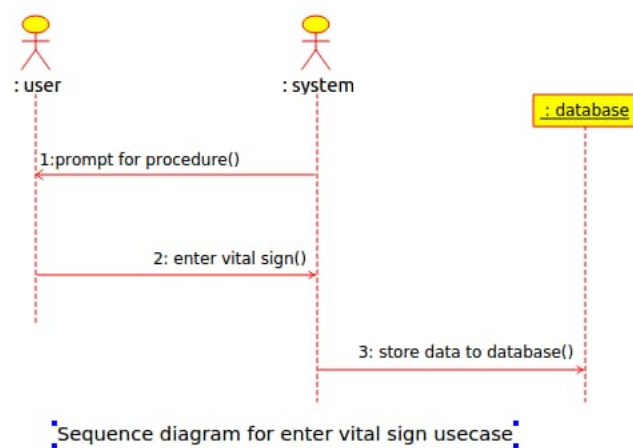 : user
: system
: database
1:prompt for procedure()
2: enter vital sign()
3: store data to database()
Sequence diagram for enter vital sign usecase